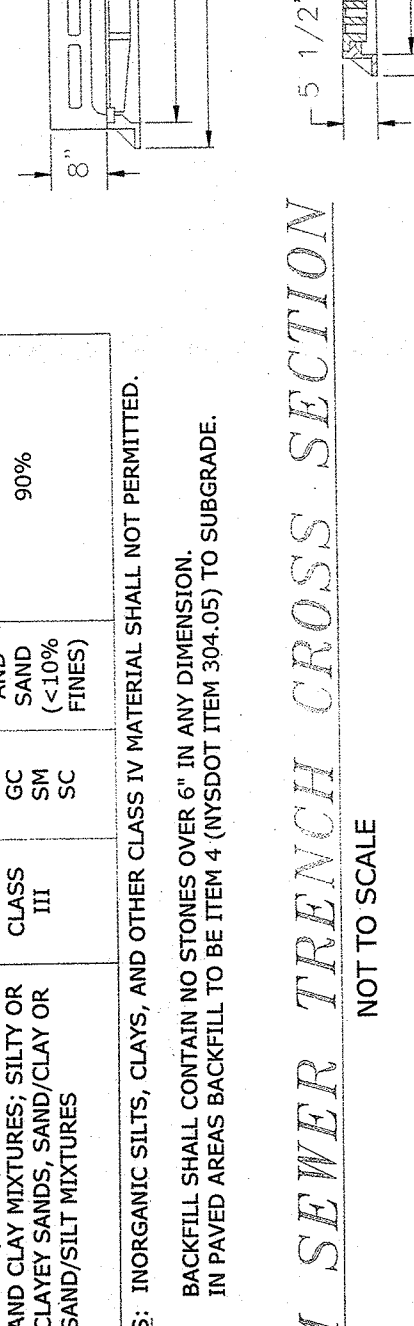 AND CLAY MIXTURES; SILTY OR
CLAYEY SANDS, SAND/CLAY OR
SAND/SILT MIXTURES
CLASS
III
GC
SM
SC
AND
SAND
(<10%
FINES)
90%
S: INORGANIC SILTS, CLAYS, AND OTHER CLASS IV MATERIAL SHALL NOT PERMITTED.
BACKFILL SHALL CONTAIN NO STONES OVER 6" IN ANY DIMENSION.
IN PAVED AREAS BACKFILL TO BE ITEM 4 (NYSDOT ITEM 304.05) TO SUBGRADE.
SEWER TRENCH CROSS SECTION
NOT TO SCALE
8"
5 1/2"